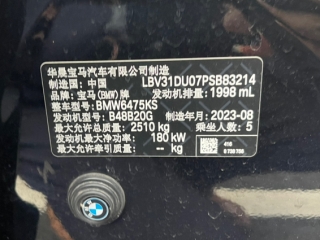 华晨宝马汽车有限公司制造
制造国：中国 LBV31DU07PSB83214
品牌：宝马(BMW)牌 发动机排量：1998 mL
整车型号：BMW6475KS
发动机型号：B48B20G 制造年月：2023-08
最大允许总质量：2510 kg 乘坐人数：5
发动机最大净功率：180 kW
最大允许牵引质量：-- kg